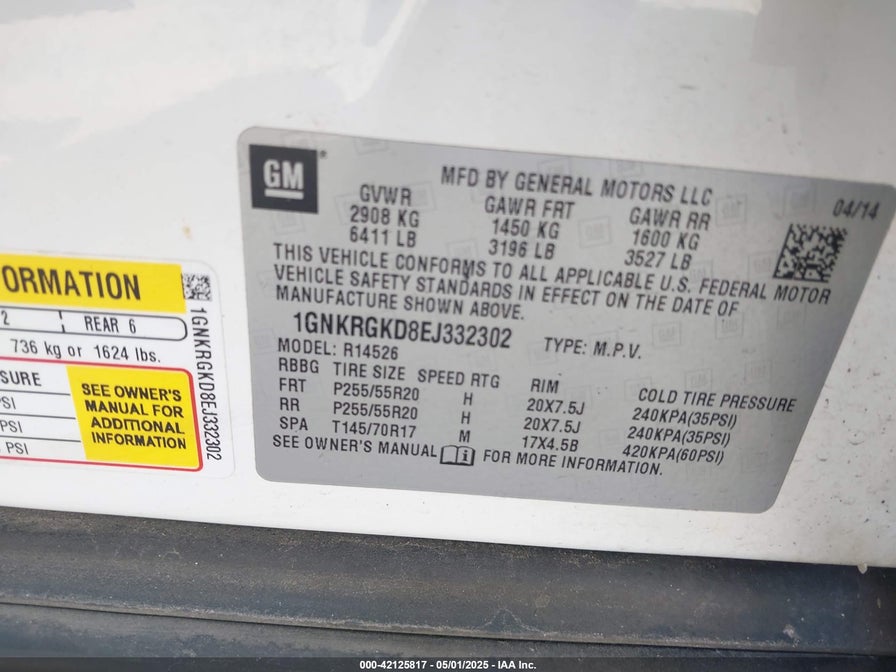 GM
®
MFD BY GENERAL MOTORS LLC
04/14
GVWR GAWR FRT GAWR RR
2908 KG 1450 KG 1600 KG
6411 LB 3196 LB 3527 LB
THIS VEHICLE CONFORMS TO ALL APPLICABLE U.S. FEDERAL MOTOR
VEHICLE SAFETY STANDARDS IN EFFECT ON THE DATE OF
MANUFACTURE SHOWN ABOVE.
1GNKRGKD8EJ332302 TYPE: M.P.V.
MODEL: R14526
RBBG TIRE SIZE SPEED RTG RIM COLD TIRE PRESSURE
FRT P255/55R20 H 20X7.5J 240KPA(35PSI)
RR P255/55R20 H 20X7.5J 240KPA(35PSI)
SPA T145/70R17 M 17X4.5B 420KPA(60PSI)
SEE OWNER'S MANUAL FOR MORE INFORMATION.
ORMATION
2 REAR 6
736 kg or 1624 lbs.
SURE
PSI
PSI
PSI
SEE OWNER'S
MANUAL FOR
ADDITIONAL
INFORMATION
1GNKRGKD8EJ332302
000-42125817 - 05/01/2025 - IAA Inc.